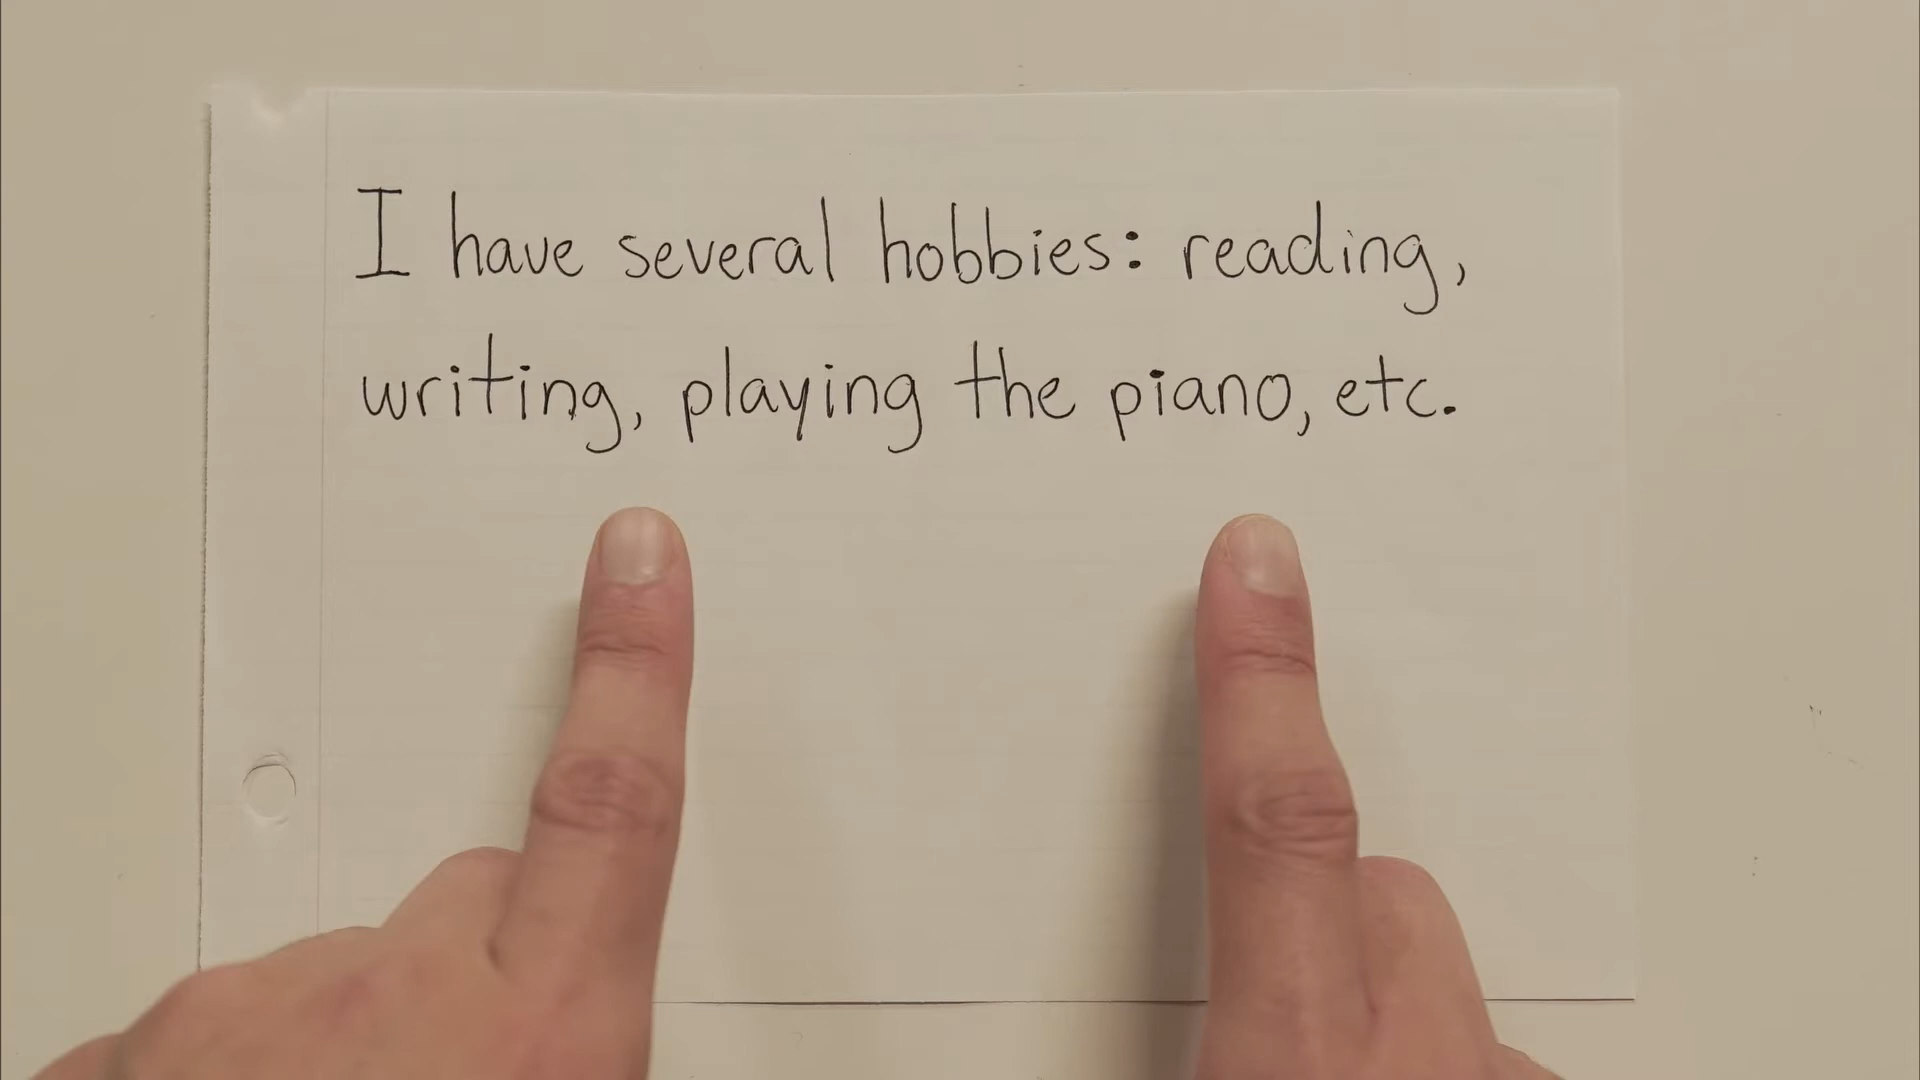 I have several hobbies: reading,
writing, playing the piano, etc.